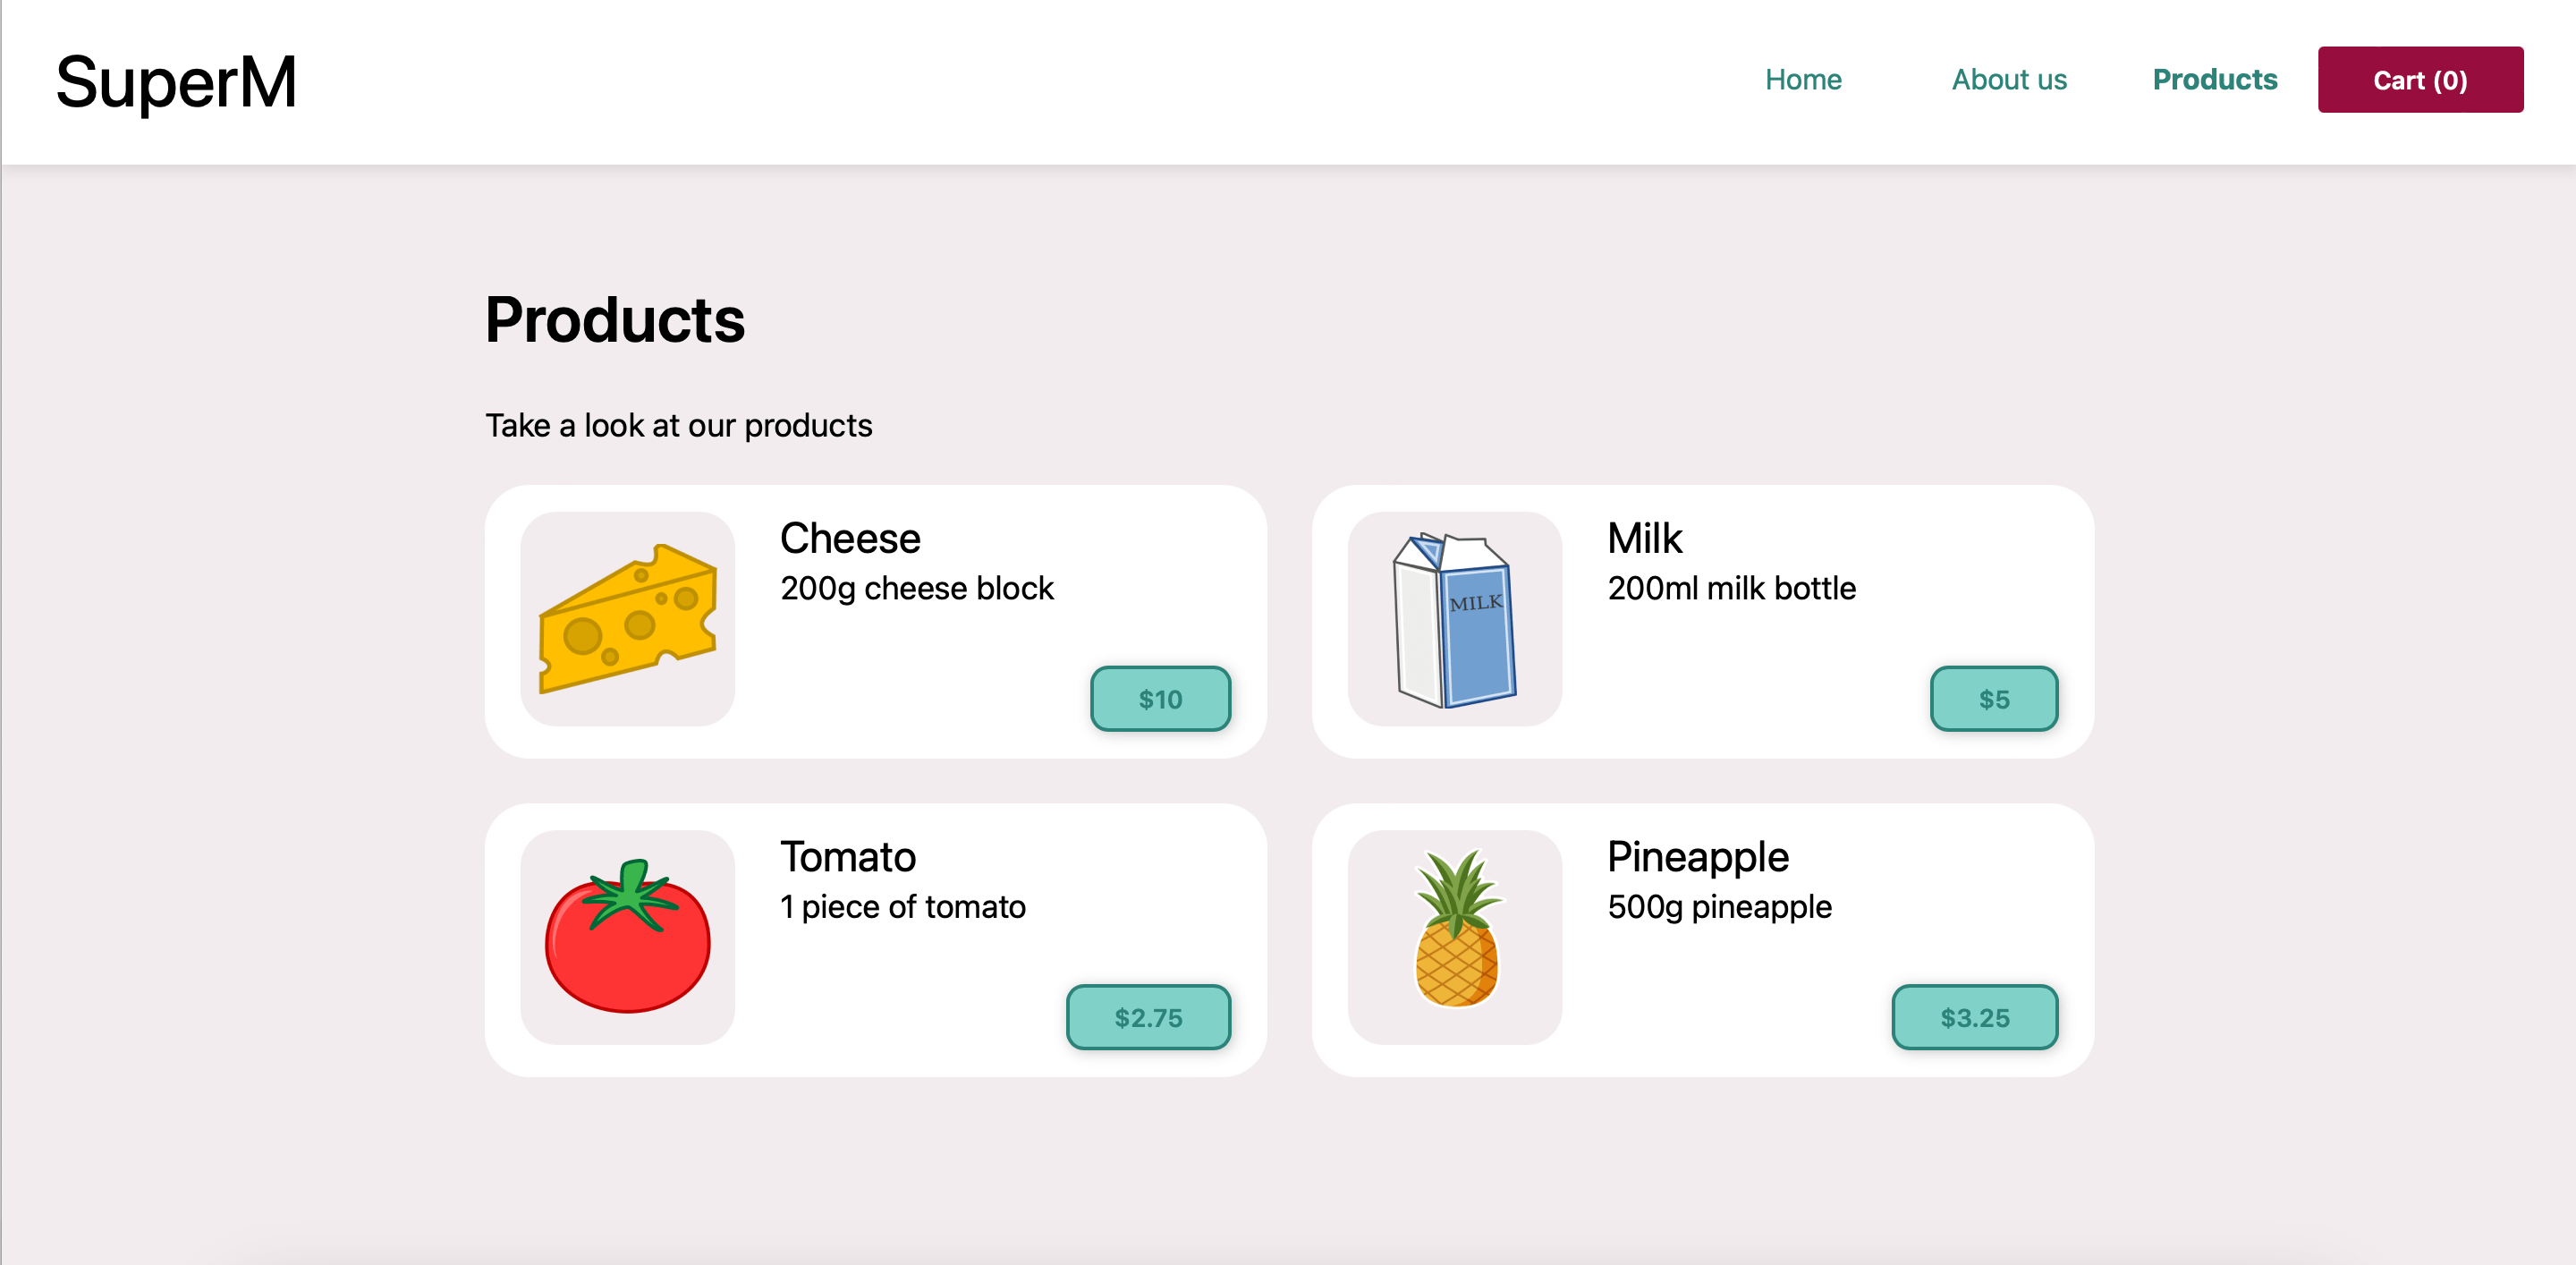 SuperM
Home
About us
Products
Cart (0)
Products
Take a look at our products
Cheese
200g cheese block
$10
MILK
Milk
200ml milk bottle
$5
Tomato
1 piece of tomato
$2.75
Pineapple
500g pineapple
$3.25